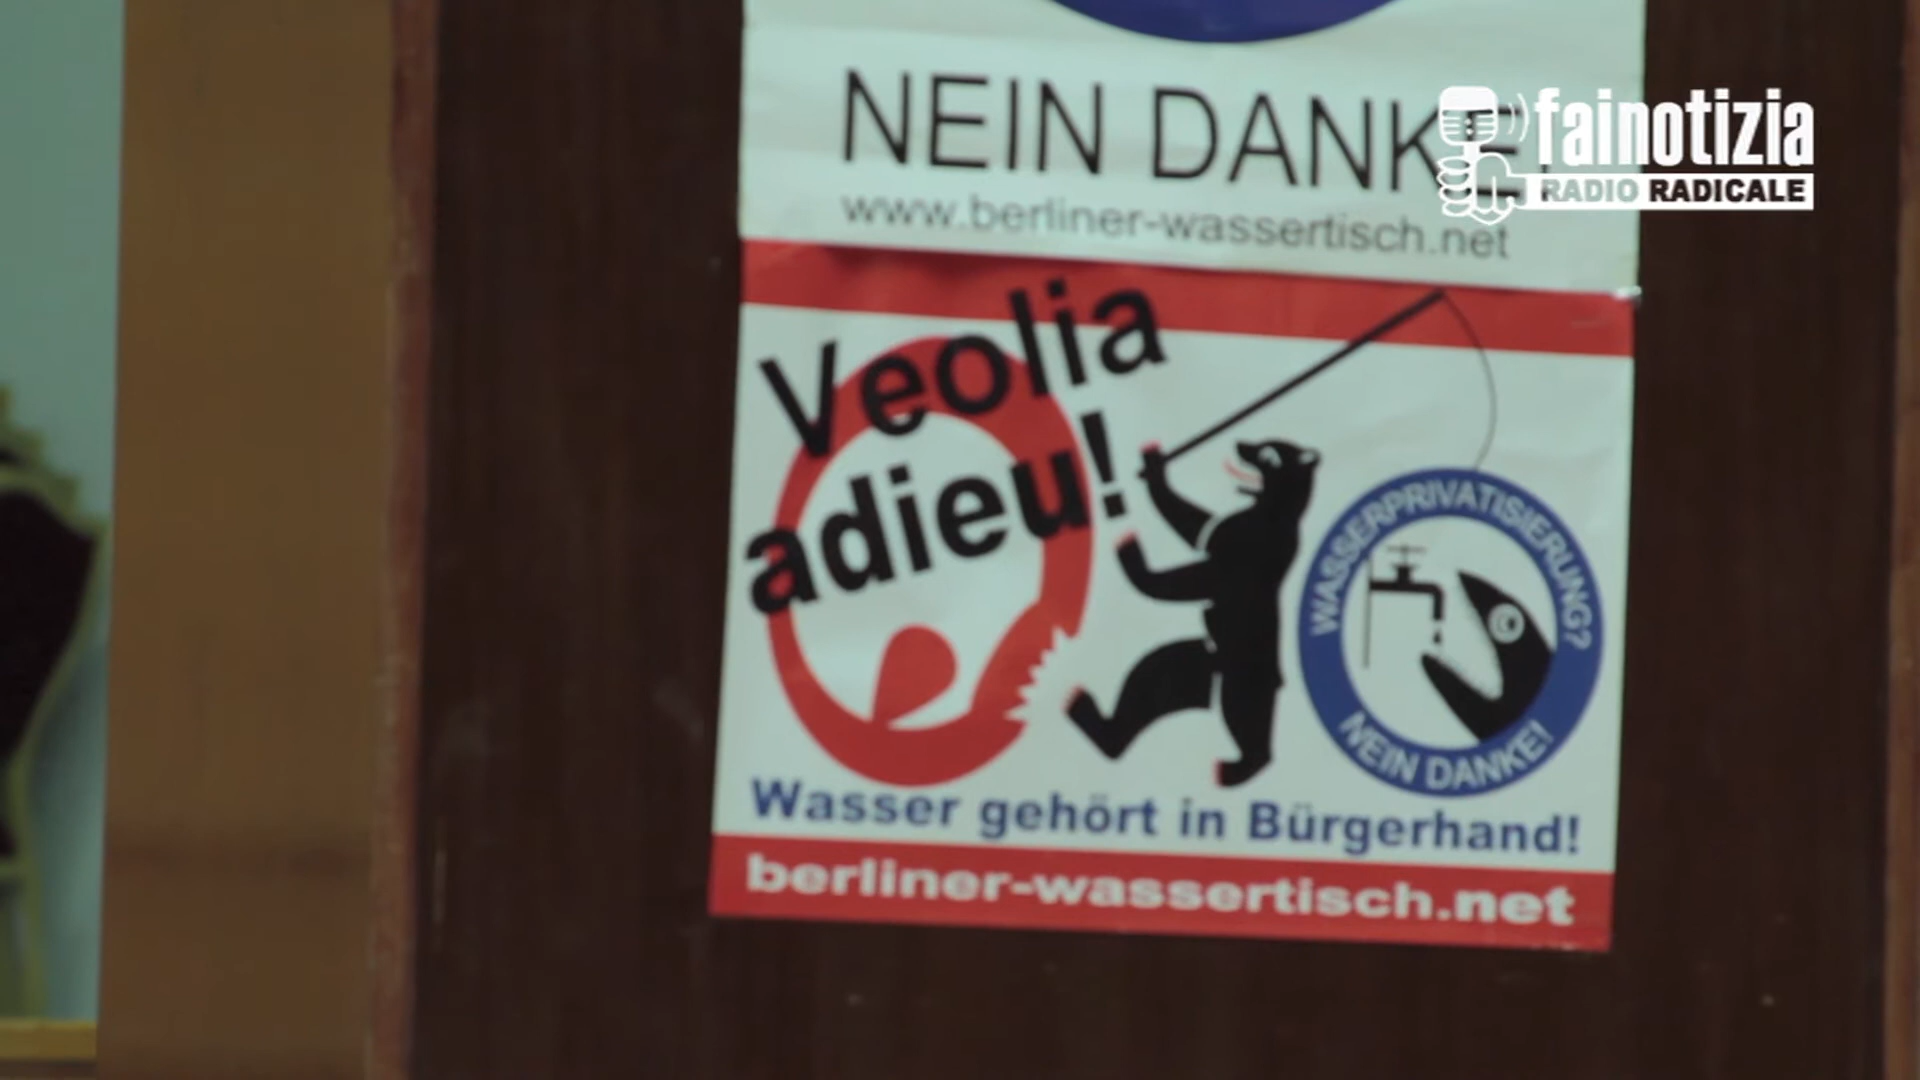 NEIN DANKE!
www.berliner-wassertisch.net
fainotizia
RADIO RADICALE
Veolia
adieu!
WASSERPRIVATISIERUNG?
NEIN DANKE!
Wasser gehört in Bürgerhand!
berliner-wassertisch.net